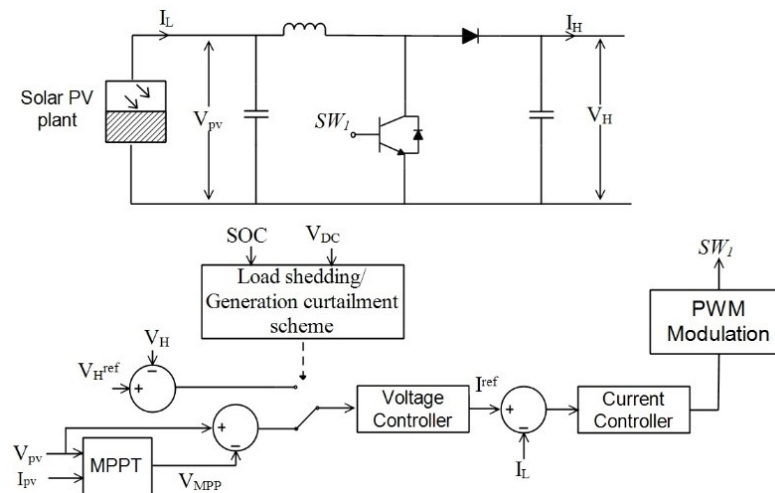 I_L
I_H
Solar PV
plant
V_pv
SW_1
V_H
SOC
V_DC
SW_1
Load shedding/
Generation curtailment
scheme
PWM
Modulation
V_H
V_H^ref
Voltage
Controller
I^ref
Current
Controller
V_pv
I_pv
MPPT
V_MPP
I_L